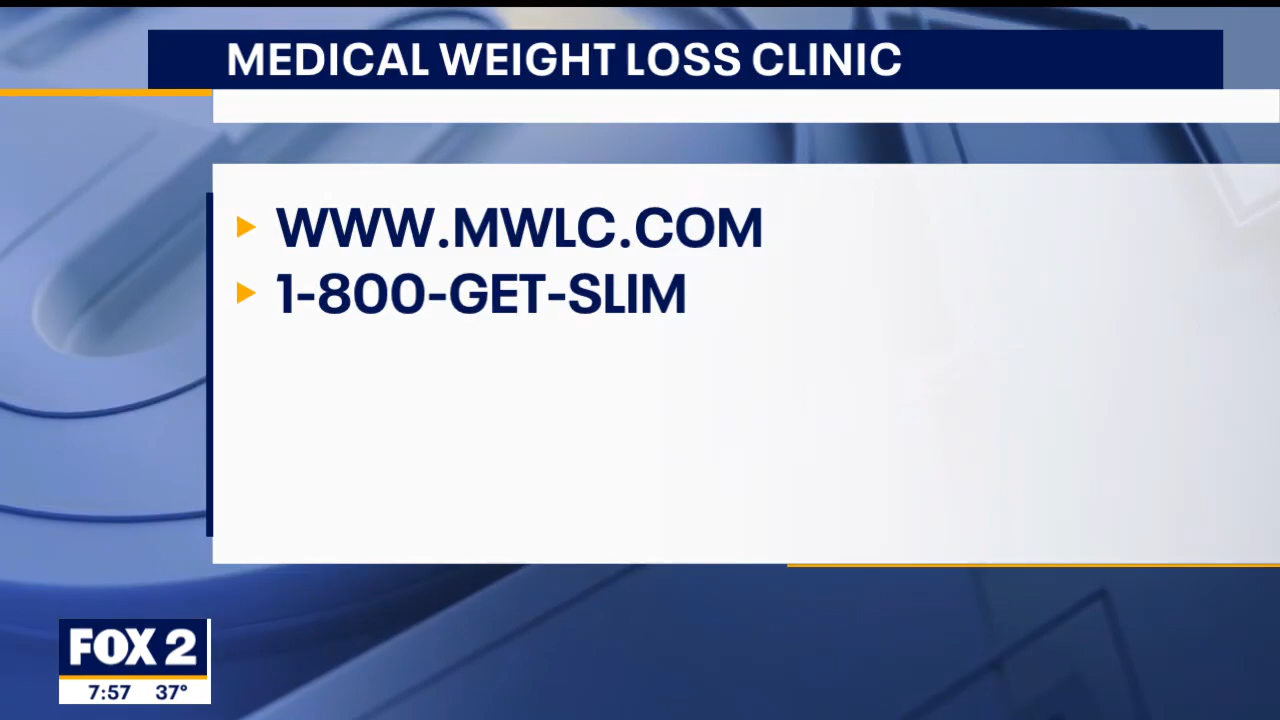 MEDICAL WEIGHT LOSS CLINIC
WWW.MWLC.COM
1-800-GET-SLIM
FOX 2
7:57 37°